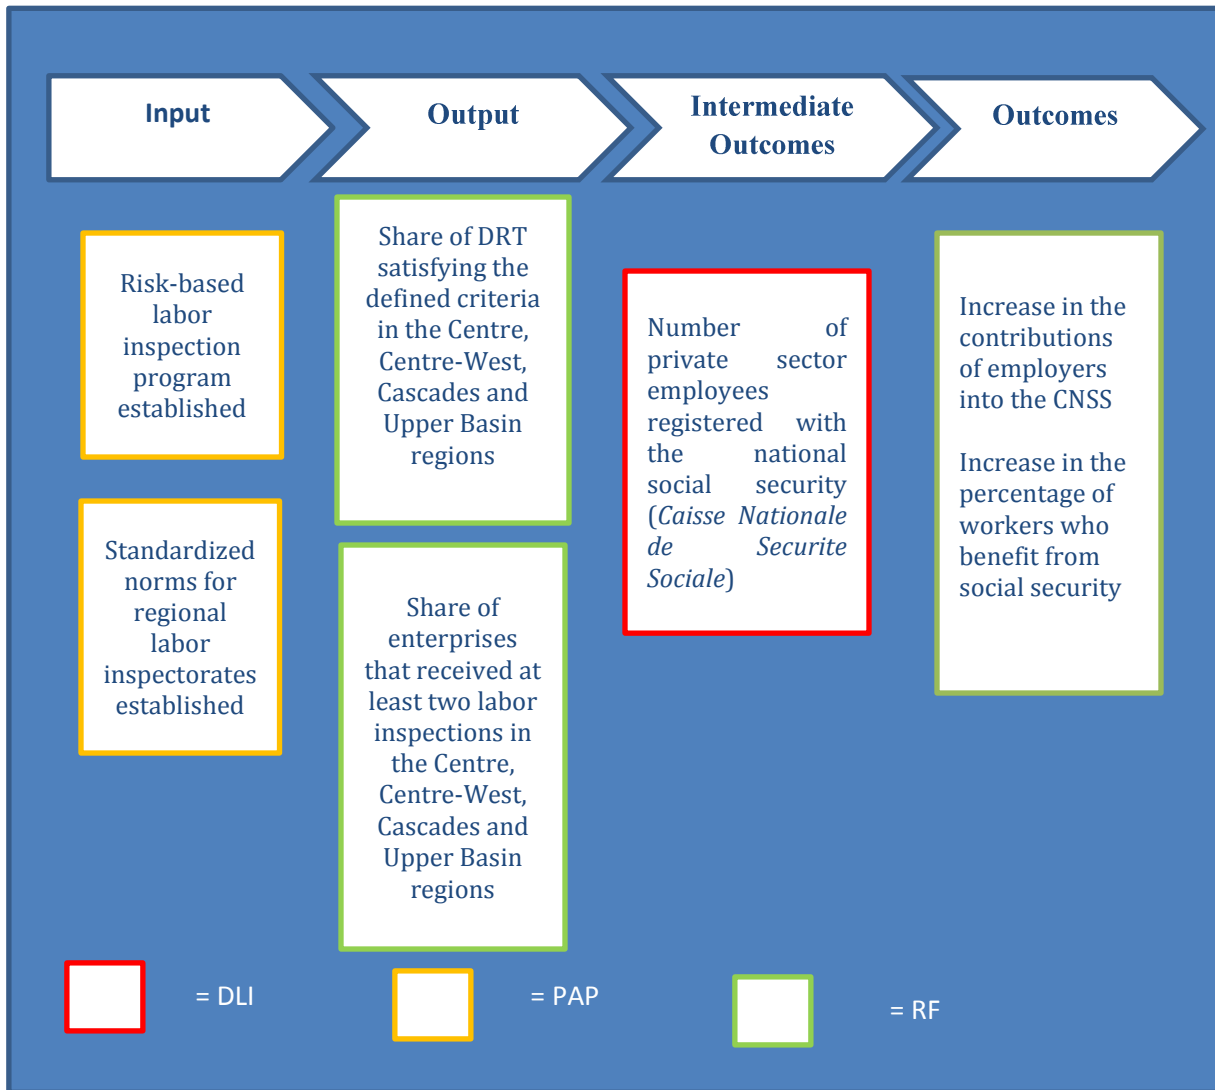 Input
Output
Intermediate
Outcomes
Outcomes
Risk-based
labor
inspection
program
established
Standardized
norms for
regional
labor
inspectorates
established
Share of DRT
satisfying the
defined criteria
in the Centre,
Centre-West,
Cascades and
Upper Basin
regions
Share of
enterprises
that received at
least two labor
inspections in
the Centre,
Centre-West,
Cascades and
Upper Basin
regions
Number of
private sector
employees
registered with
the national
social security
(Caisse Nationale
de Securite
Sociale)
Increase in the
contributions
of employers
into the CNSS
Increase in the
percentage of
workers who
benefit from
social security
= DLI
= PAP
= RF